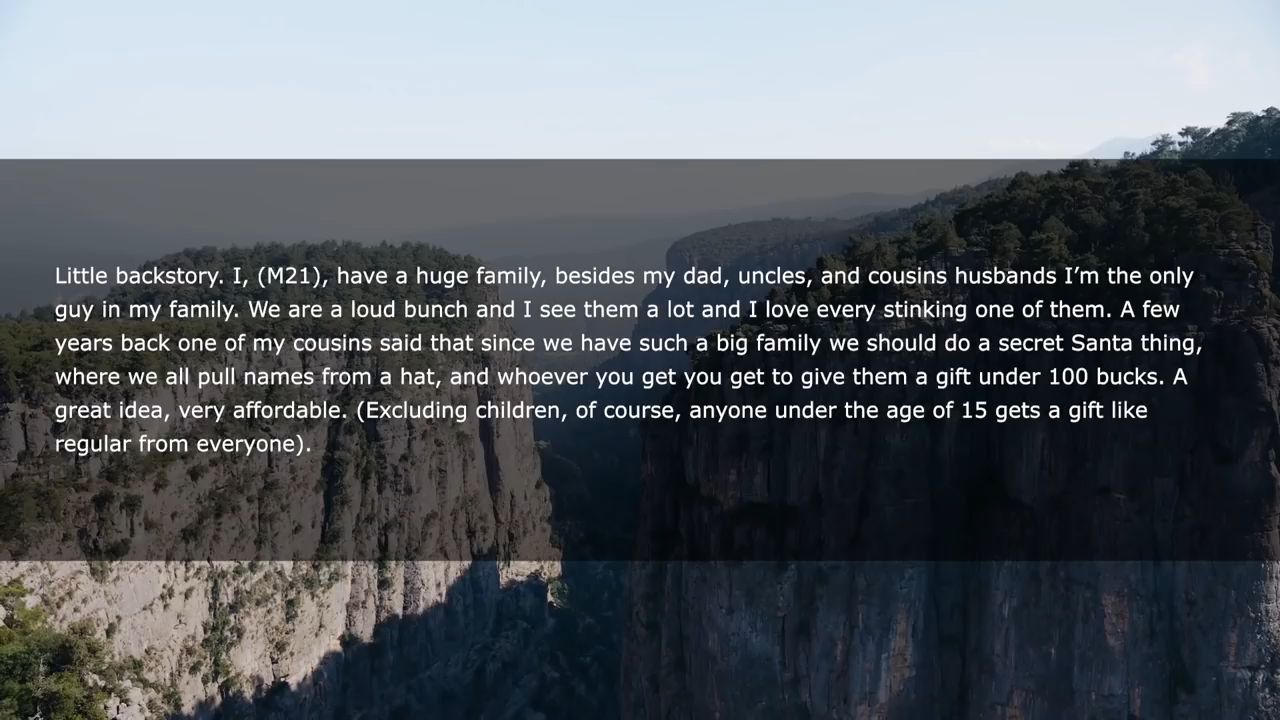 Little backstory. I, (M21), have a huge family, besides my dad, uncles, and cousins husbands I’m the only
guy in my family. We are a loud bunch and I see them a lot and I love every stinking one of them. A few
years back one of my cousins said that since we have such a big family we should do a secret Santa thing,
where we all pull names from a hat, and whoever you get you get to give them a gift under 100 bucks. A
great idea, very affordable. (Excluding children, of course, anyone under the age of 15 gets a gift like
regular from everyone).